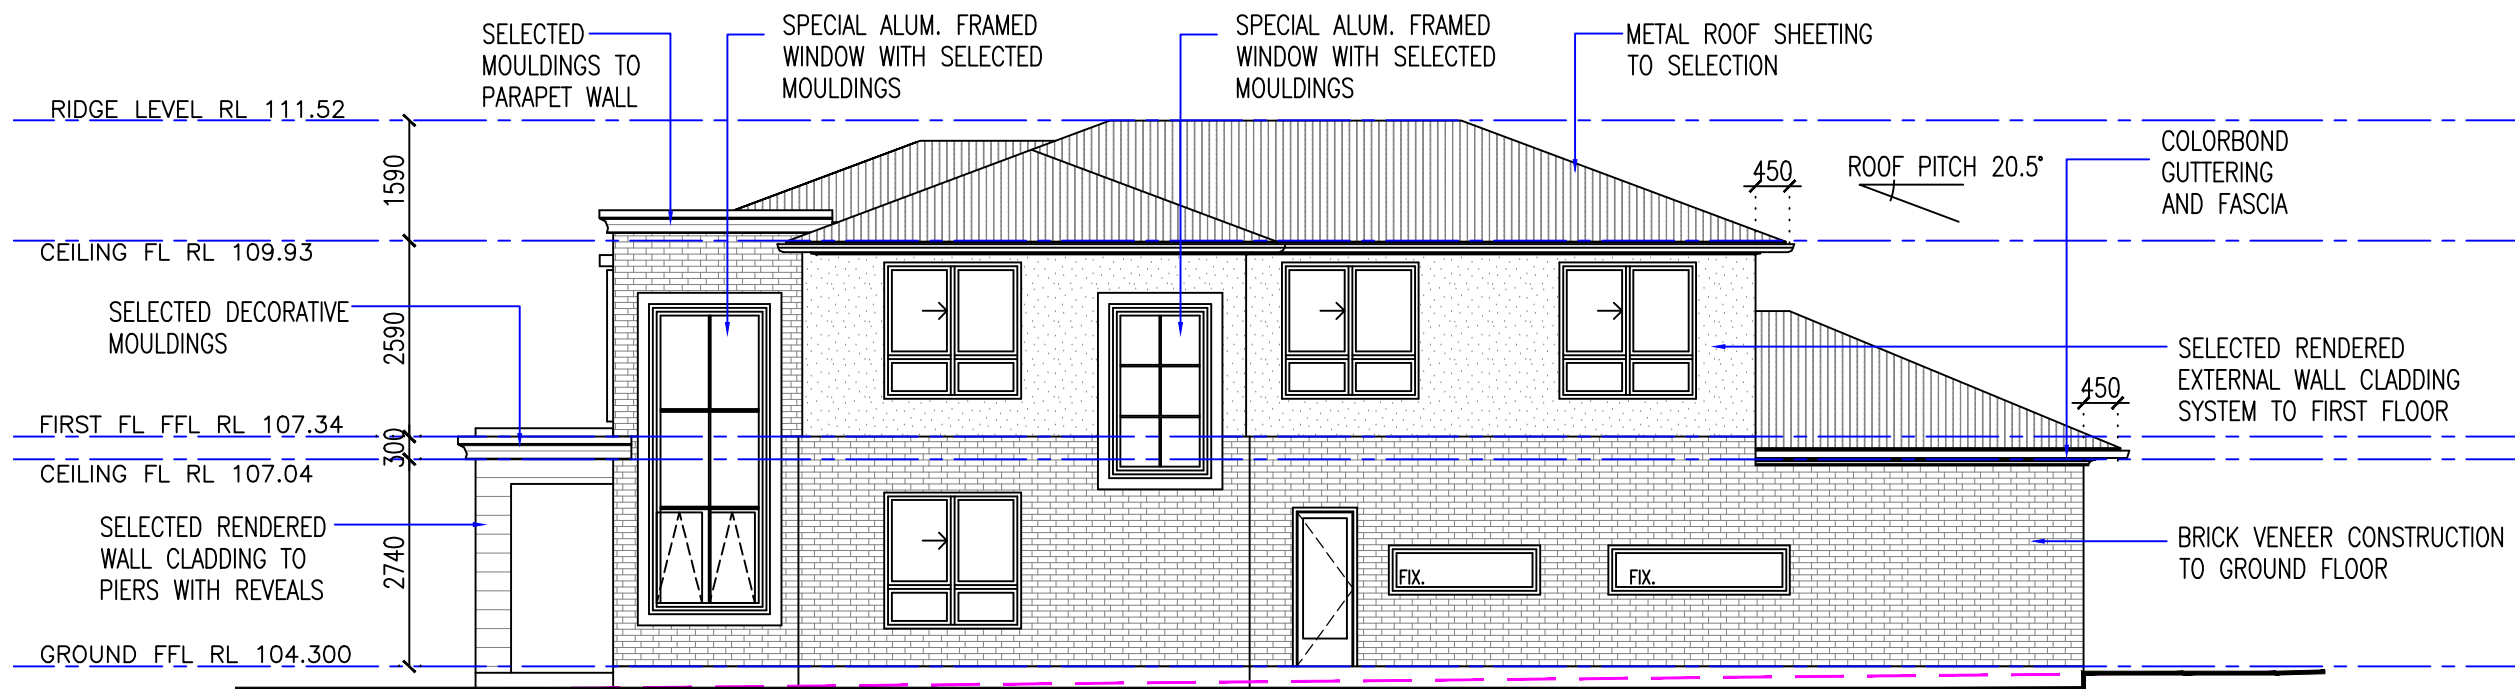 SELECTED
MOULDINGS TO
PARAPET WALL
SPECIAL ALUM. FRAMED
WINDOW WITH SELECTED
MOULDINGS
SPECIAL ALUM. FRAMED
WINDOW WITH SELECTED
MOULDINGS
METAL ROOF SHEETING
TO SELECTION
RIDGE LEVEL RL 111.52
1590
450
ROOF PITCH 20.5°
COLORBOND
GUTTERING
AND FASCIA
CEILING FL RL 109.93
SELECTED DECORATIVE
MOULDINGS
2590
SELECTED RENDERED
EXTERNAL WALL CLADDING
SYSTEM TO FIRST FLOOR
450
FIRST FL FFL RL 107.34
300
CEILING FL RL 107.04
SELECTED RENDERED
WALL CLADDING TO
PIERS WITH REVEALS
2740
FIX.
FIX.
BRICK VENEER CONSTRUCTION
TO GROUND FLOOR
GROUND FFL RL 104.300